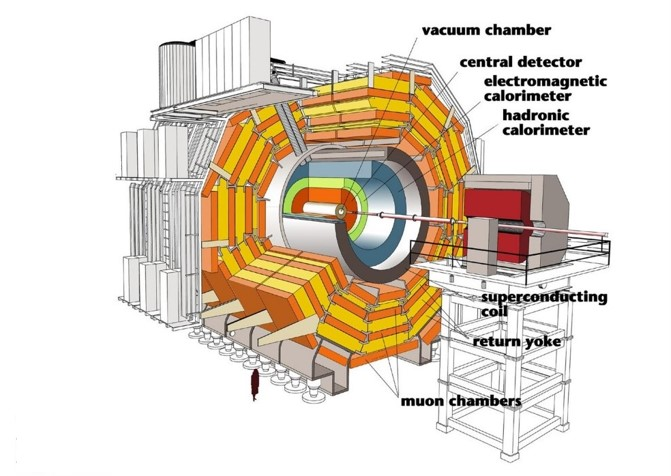 vacuum chamber
central detector
electromagnetic
calorimeter
hadronic
calorimeter
superconducting
coil
return yoke
muon chambers